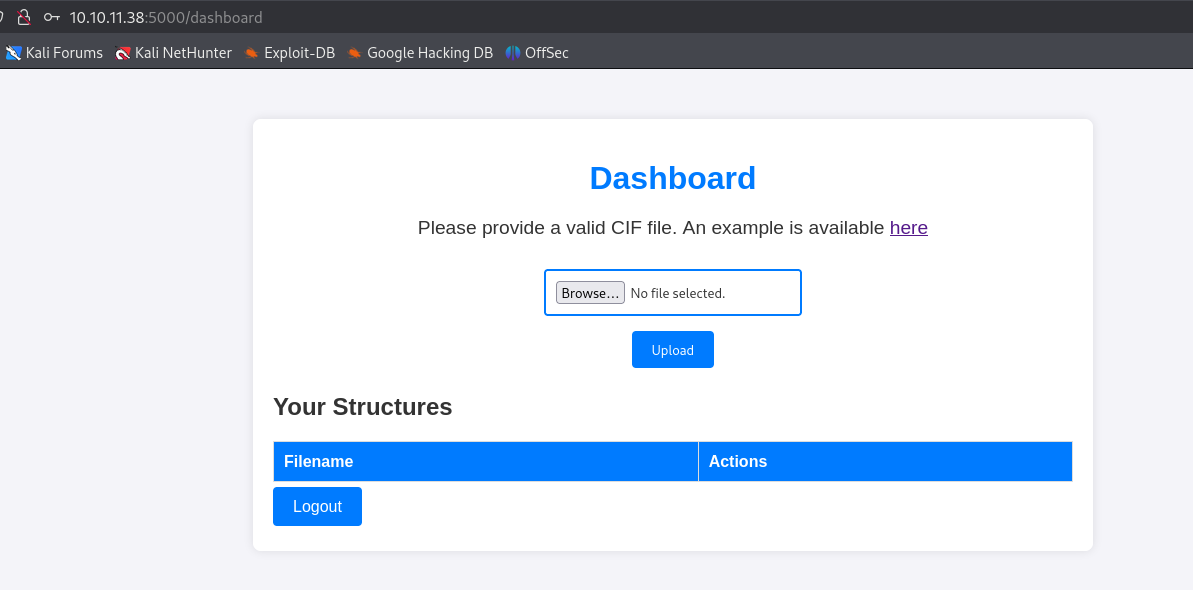 10.10.11.38:5000/dashboard
Kali Forums Kali NetHunter Exploit-DB Google Hacking DB OffSec
Dashboard
Please provide a valid CIF file. An example is available here
Browse... No file selected.
Upload
Your Structures
Filename Actions
Logout